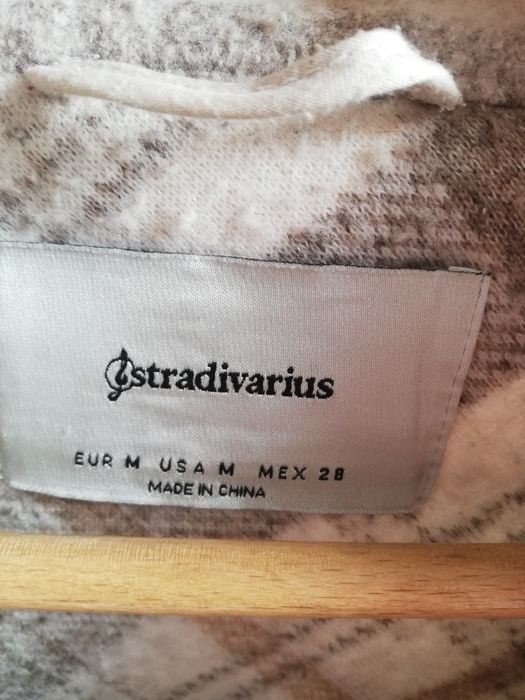 stradivarius
EUR M USA M MEX 28
MADE IN CHINA